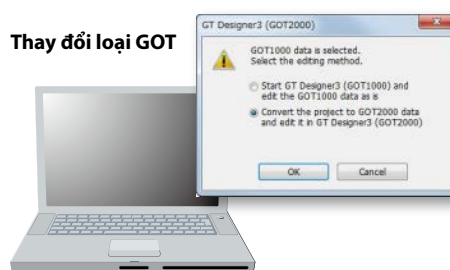 Thay đổi loại GOT
GT Designer3 (GOT2000)
GOT1000 data is selected.
Select the editing method.
Start GT Designer3 (GOT1000) and
edit the GOT1000 data as is
Convert the project to GOT2000 data
and edit it in GT Designer3 (GOT2000)
OK
Cancel